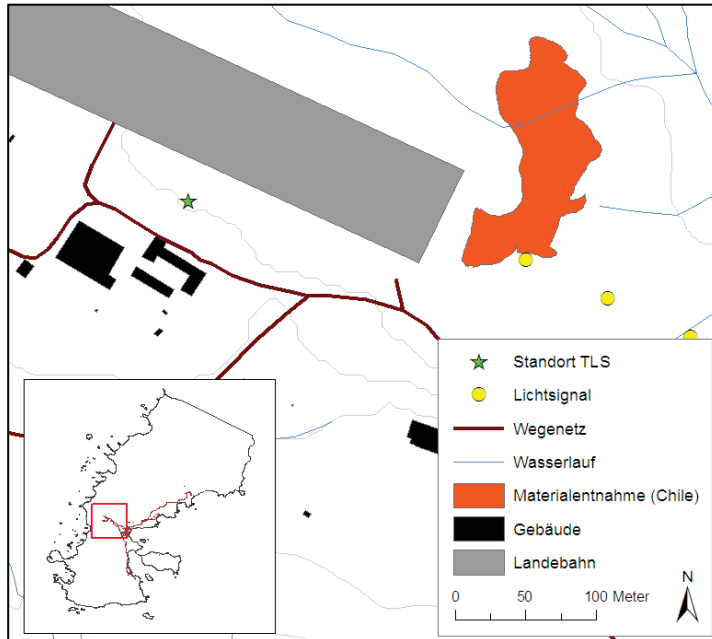 Standort TLS
Lichtsignal
Wegenetz
Wasserlauf
Materialentnahme (Chile)
Gebäude
Landebahn
N
0 50 100 Meter